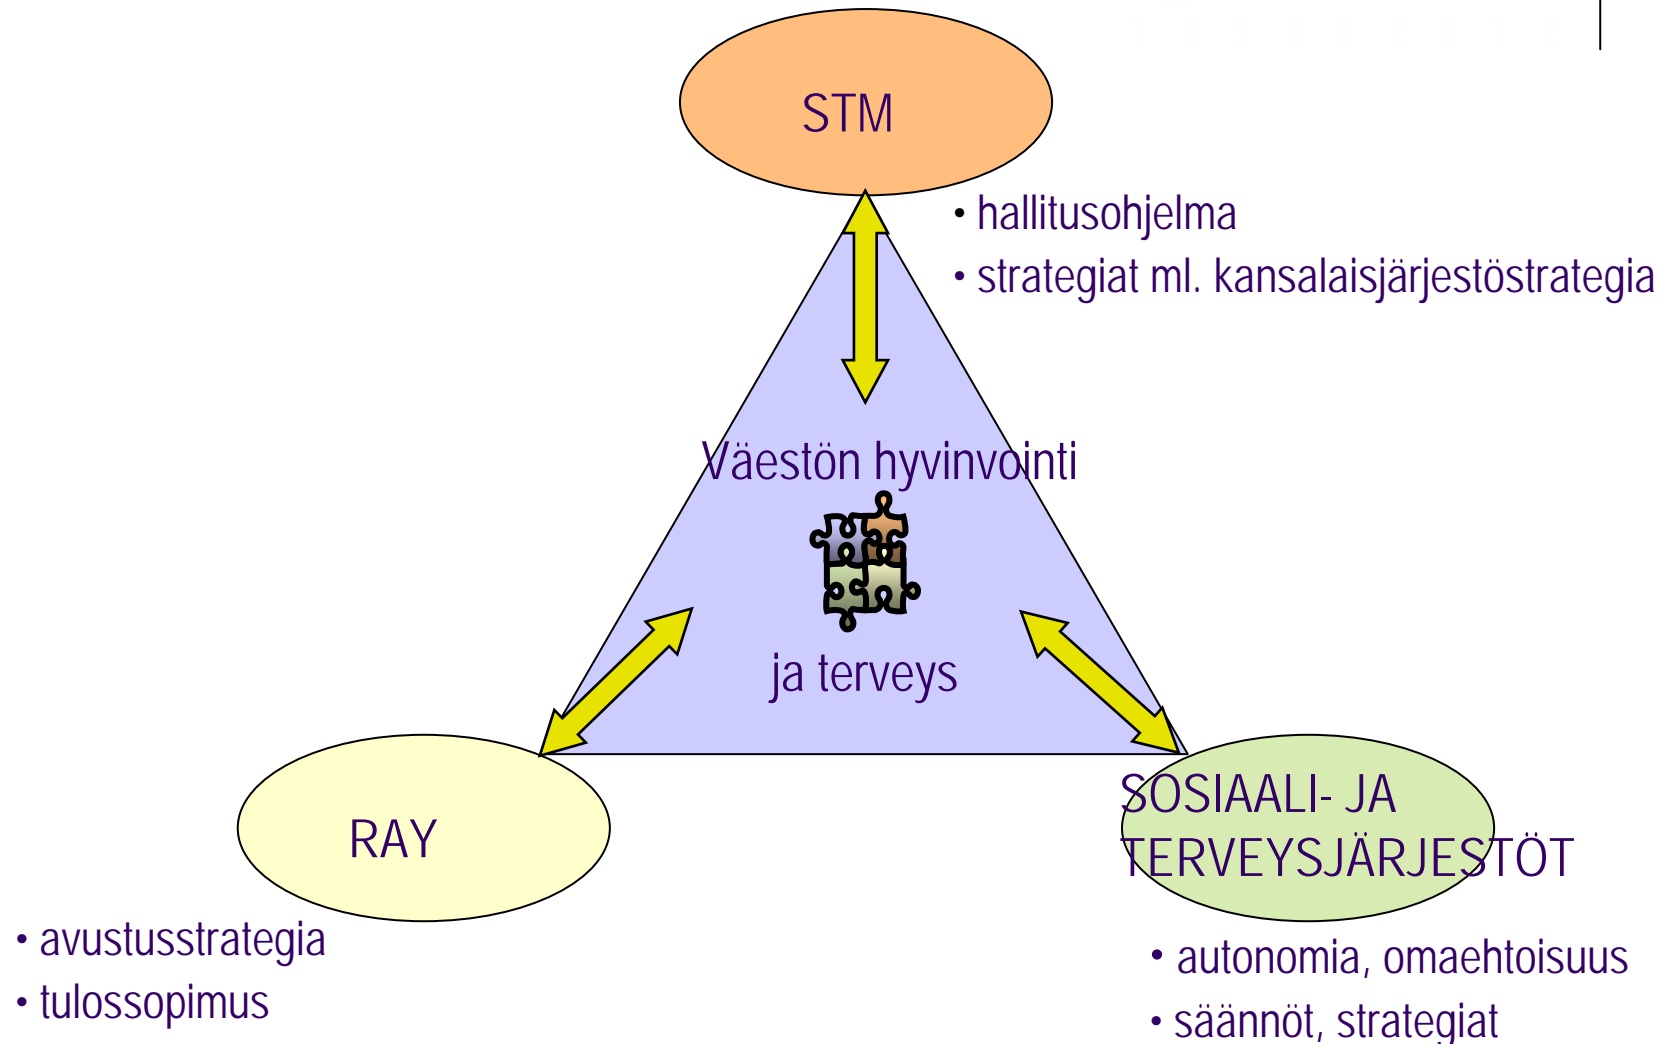 STM
• hallitusohjelma
• strategiat ml. kansalaisjärjestöstrategia
Väestön hyvinvointi
ja terveys
RAY
• avustusstrategia
• tulossopimus
SOSIAALI- JA
TERVEYSJÄRJESTÖT
• autonomia, omaehtoisuus
• säännöt, strategiat